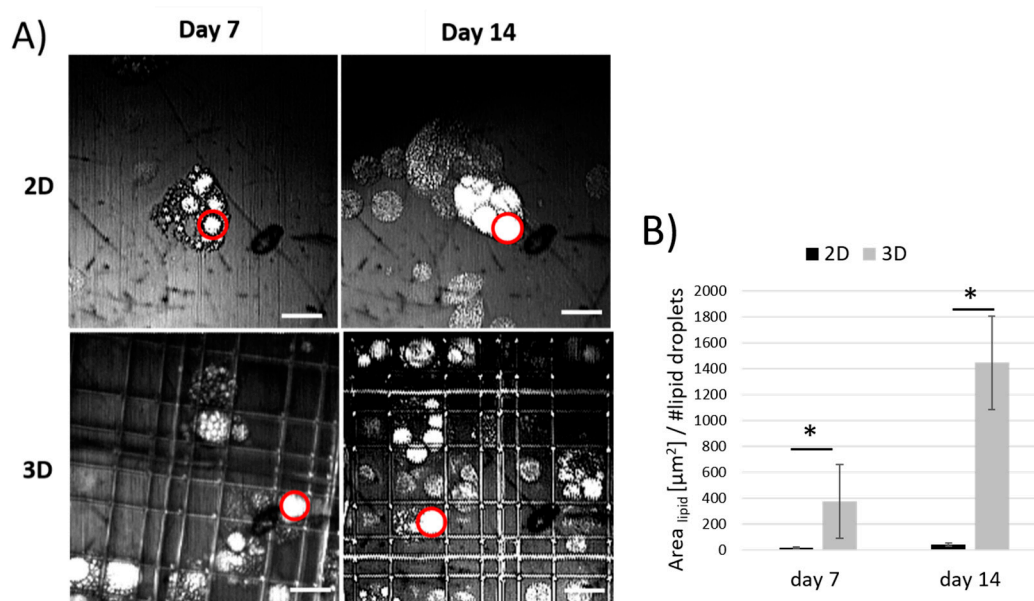 A)
Day 7
Day 14
2D
3D
B)
2D 3D
Area lipid [µm²] / #lipid droplets
2000
1800
1600
1400
1200
1000
800
600
400
200
0
*
*
day 7
day 14